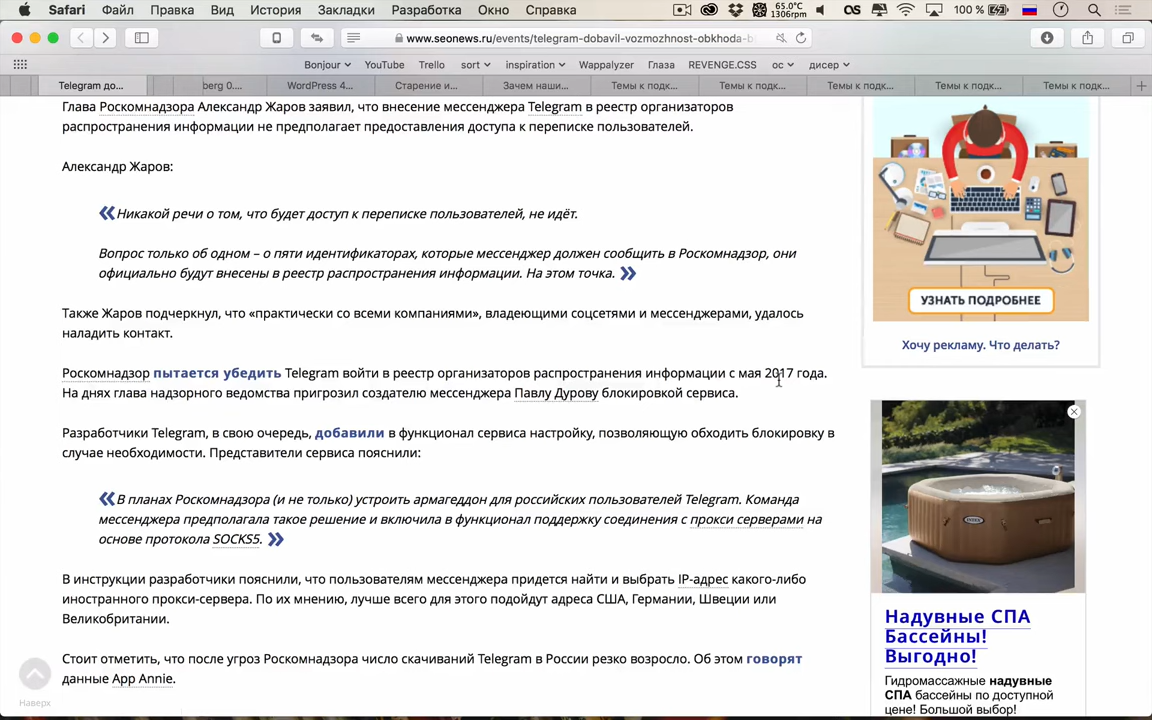 Safari Файл Правка Вид История Закладки Разработка Окно Справка 65.0°C 1306rpm 100 %
www.seonews.ru/events/telegram-dobavil-vozmozhnost-obkhoda-b
Bonjour YouTube Trello sort inspiration Wappalyzer Глаза REVENGE.CSS ос дисер
Telegram до... berg 0.... WordPress 4... Старение и... Зачем наши... Темы к подк... Темы к подк... Темы к подк... Темы к подк... Темы к подк...
Глава Роскомнадзора Александр Жаров заявил, что внесение мессенджера Telegram в реестр организаторов
распространения информации не предполагает предоставления доступа к переписке пользователей.
Александр Жаров:
«Никакой речи о том, что будет доступ к переписке пользователей, не идёт.
Вопрос только об одном – о пяти идентификаторах, которые мессенджер должен сообщить в Роскомнадзор, они
официально будут внесены в реестр распространения информации. На этом точка. »
Также Жаров подчеркнул, что «практически со всеми компаниями», владеющими соцсетями и мессенджерами, удалось
наладить контакт.
Роскомнадзор пытается убедить Telegram войти в реестр организаторов распространения информации с мая 2017 года.
На днях глава надзорного ведомства пригрозил создателю мессенджера Павлу Дурову блокировкой сервиса.
Разработчики Telegram, в свою очередь, добавили в функционал сервиса настройку, позволяющую обходить блокировку в
случае необходимости. Представители сервиса пояснили:
«В планах Роскомнадзора (и не только) устроить армагеддон для российских пользователей Telegram. Команда
мессенджера предполагала такое решение и включила в функционал поддержку соединения с прокси серверами на
основе протокола SOCKS5. »
В инструкции разработчики пояснили, что пользователям мессенджера придется найти и выбрать IP-адрес какого-либо
иностранного прокси-сервера. По их мнению, лучше всего для этого подойдут адреса США, Германии, Швеции или
Великобритании.
Стоит отметить, что после угроз Роскомнадзора число скачиваний Telegram в России резко возросло. Об этом говорят
данные App Annie.
Наверх
УЗНАТЬ ПОДРОБНЕЕ
Хочу рекламу. Что делать?
INTEX
Надувные СПА
Бассейны!
Выгодно!
Гидромассажные надувные
СПА бассейны по доступной
цене! Большой выбор!